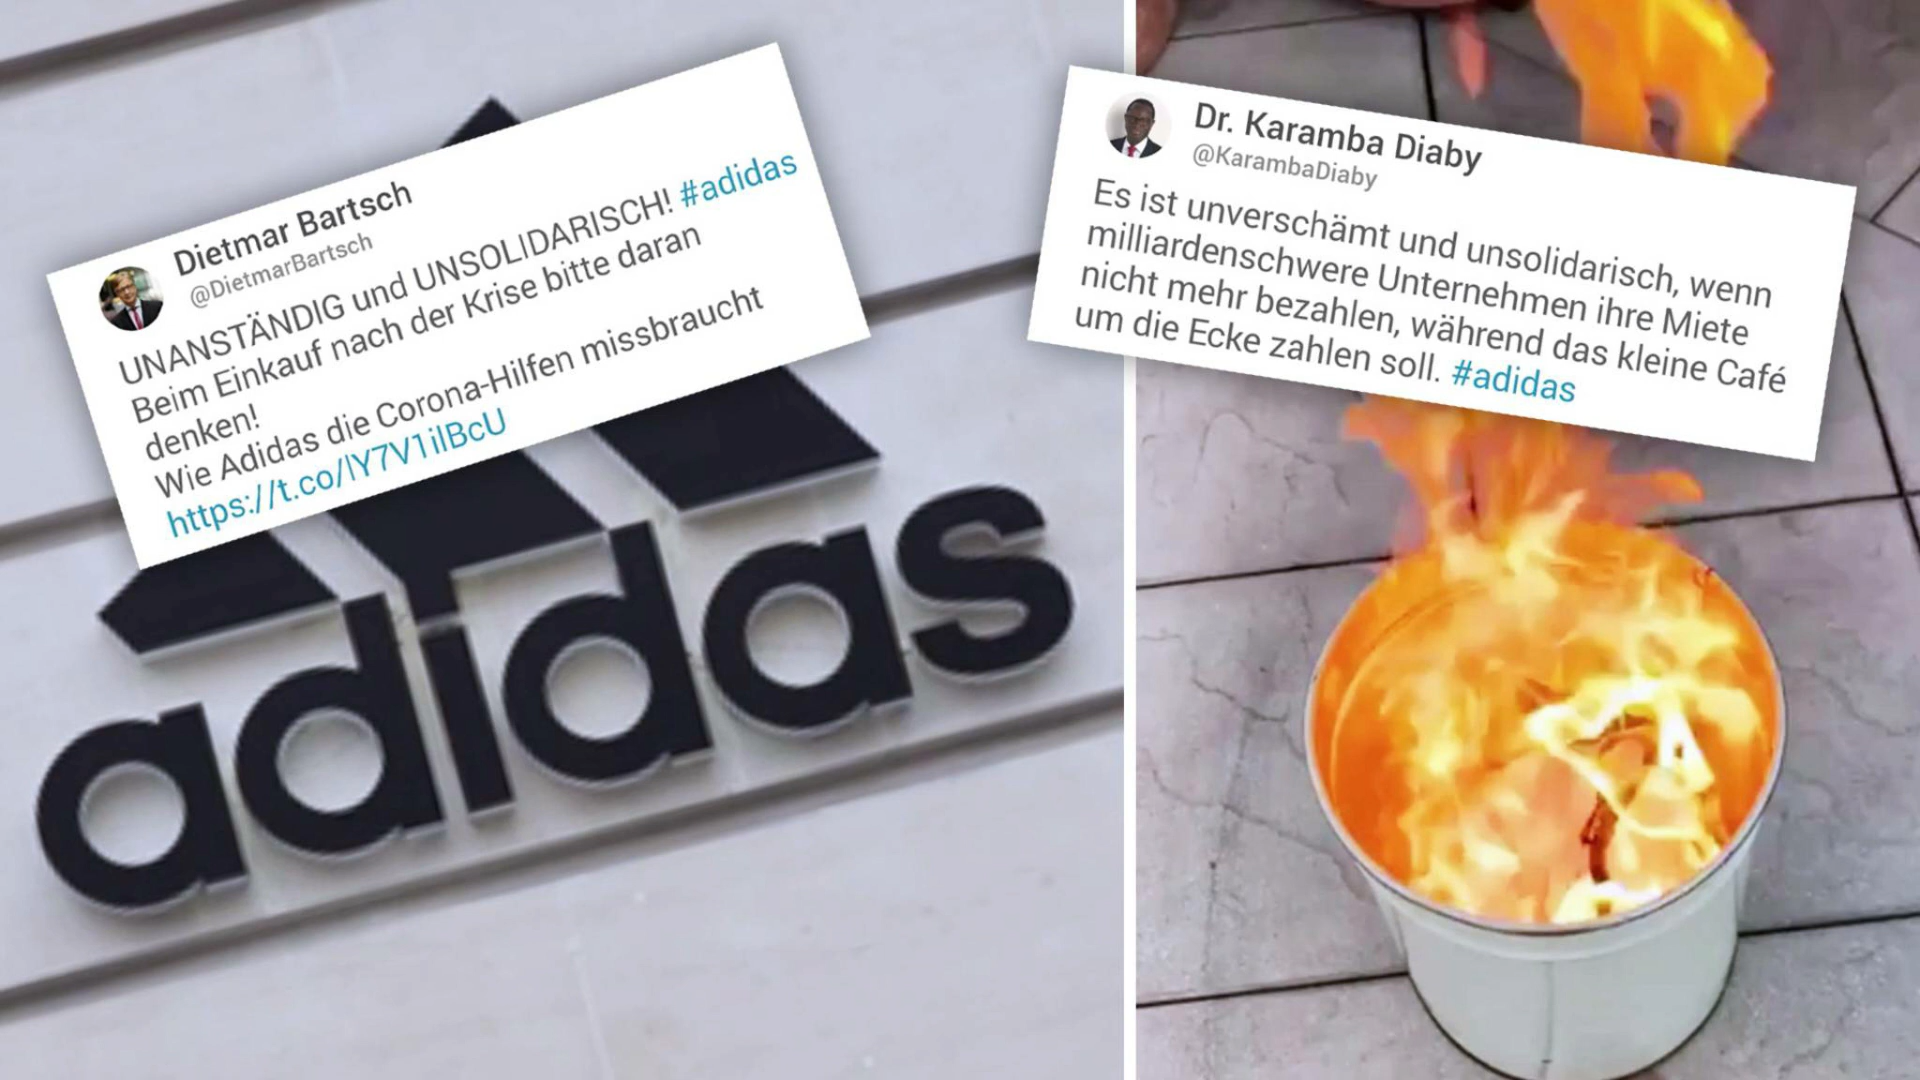 Dietmar Bartsch
@DietmarBartsch
UNANSTÄNDIG und UNSOLIDARISCH! #adidas
Beim Einkauf nach der Krise bitte daran
denken!
Wie Adidas die Corona-Hilfen missbraucht
https://t.co/lY7V1ilBcU
adidas
Dr. Karamba Diaby
@KarambaDiaby
Es ist unverschämt und unsolidarisch, wenn
milliardenschwere Unternehmen ihre Miete
nicht mehr bezahlen, während das kleine Café
um die Ecke zahlen soll. #adidas